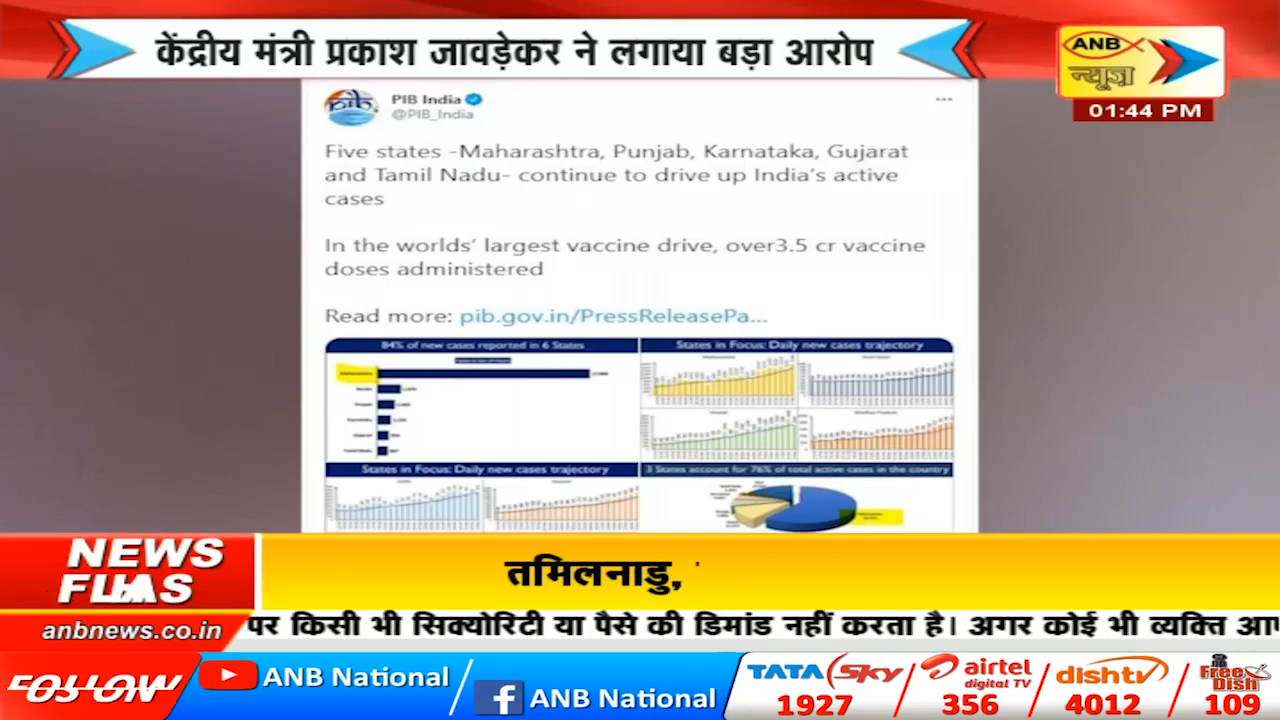 केंद्रीय मंत्री प्रकाश जावड़ेकर ने लगाया बड़ा आरोप
ANB
न्यूज़
01:44 PM
pib
PIB India
@PIB_India
...
Five states -Maharashtra, Punjab, Karnataka, Gujarat
and Tamil Nadu- continue to drive up India's active
cases
In the worlds' largest vaccine drive, over3.5 cr vaccine
doses administered
Read more: pib.gov.in/PressReleasePa...
84% of new cases reported in 6 States
States in Focus: Daily new cases trajectory
States in Focus: Daily new cases trajectory
3 States account for 76% of total active cases in the country
NEWS
तमिलनाडु,
anbnews.co.in
पर किसी भी सिक्योरिटी या पैसे की डिमांड नहीं करता है। अगर कोई भी व्यक्ति आप
FOLLOW
ANB National
ANB National
TATA Sky
1927
airtel
digital TV
356
dishtv
4012
Free Dish
109